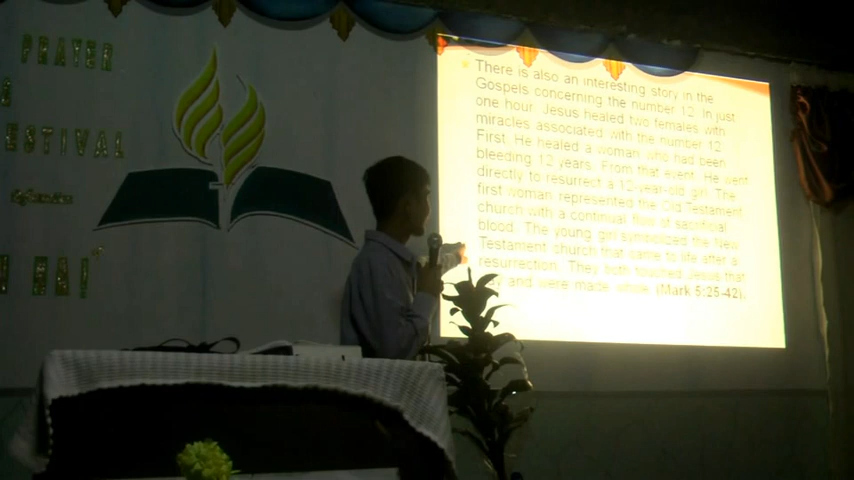 PRAYER
ESTIVAL
There is also an interesting story in the
Gospels concerning the number 12. In just
one hour, Jesus healed two females with
miracles associated with the number 12.
First, He healed a woman who had been
bleeding 12 years. From that event, He went
directly to resurrect a 12 year-old girl. The
first woman represented the Old Testament
church with a continual flow of sacrificial
blood. The young girl symbolized the New
Testament church that came to life after a
resurrection. They both touched Jesus that
and were made whole (Mark 5:25-42).